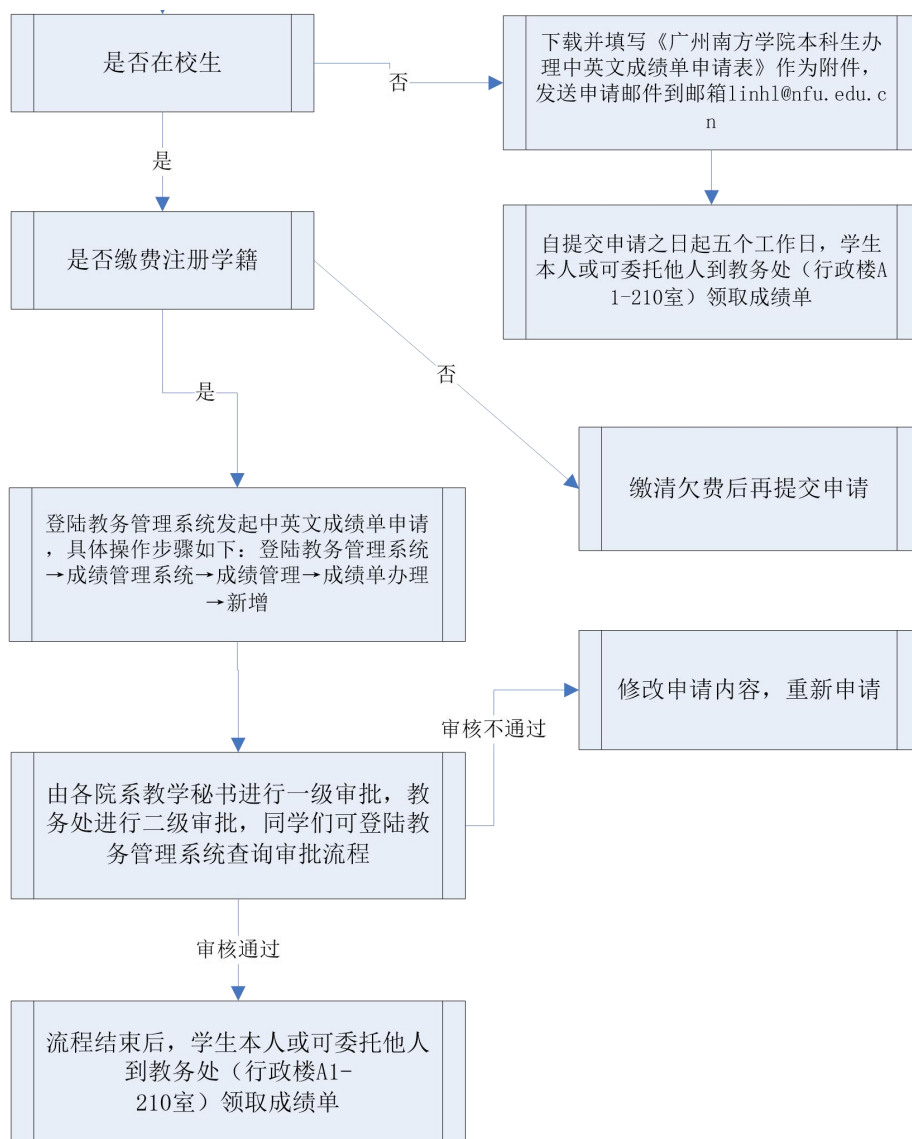 是否在校生
否
下载并填写《广州南方学院本科生办
理中英文成绩单申请表》作为附件，
发送申请邮件到邮箱linhl@nfu.edu.c
n
是
是否缴费注册学籍
自提交申请之日起五个工作日，学生
本人或可委托他人到教务处（行政楼A
1-210室）领取成绩单
否
是
缴清欠费后再提交申请
登陆教务管理系统发起中英文成绩单申请
，具体操作步骤如下：登陆教务管理系统
→成绩管理系统→成绩管理→成绩单办理
→新增
修改申请内容，重新申请
审核不通过
由各院系教学秘书进行一级审批，教
务处进行二级审批，同学们可登陆教
务管理系统查询审批流程
审核通过
流程结束后，学生本人或可委托他人
到教务处（行政楼A1-
210室）领取成绩单